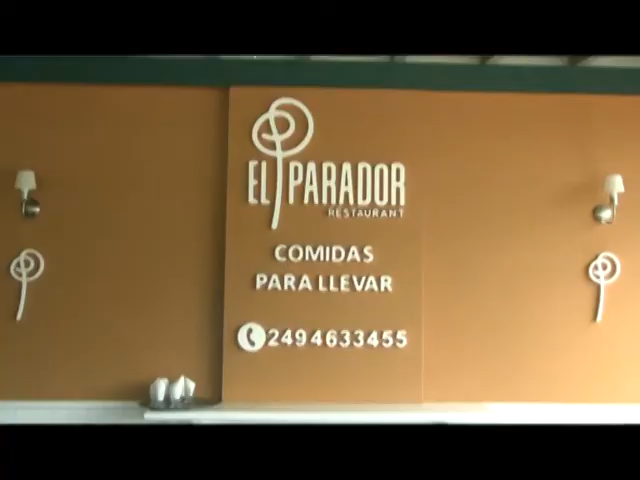 EL PARADOR
RESTAURANT
COMIDAS
PARA LLEVAR
2494633455